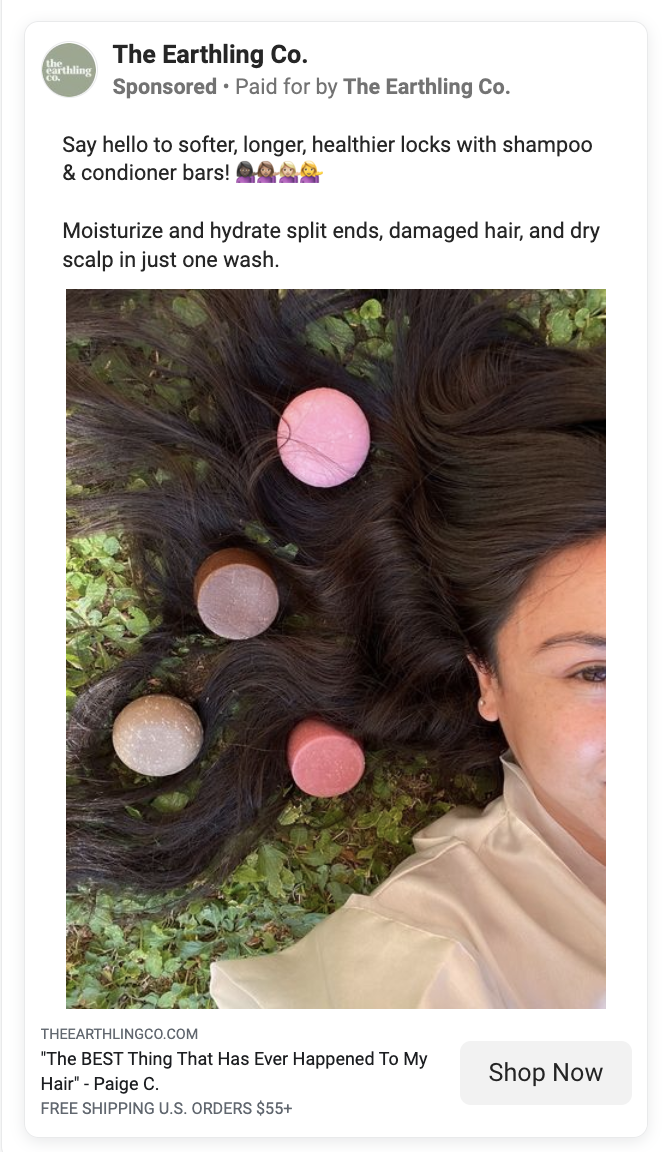 the
earthling
co.
The Earthling Co.
Sponsored • Paid for by The Earthling Co.
Say hello to softer, longer, healthier locks with shampoo
& condioner bars! 💁🏿‍♀️💁🏽‍♀️💁🏼‍♀️💁‍♀️
Moisturize and hydrate split ends, damaged hair, and dry
scalp in just one wash.
THEEARTHLINGCO.COM
"The BEST Thing That Has Ever Happened To My
Hair" - Paige C.
FREE SHIPPING U.S. ORDERS $55+
Shop Now